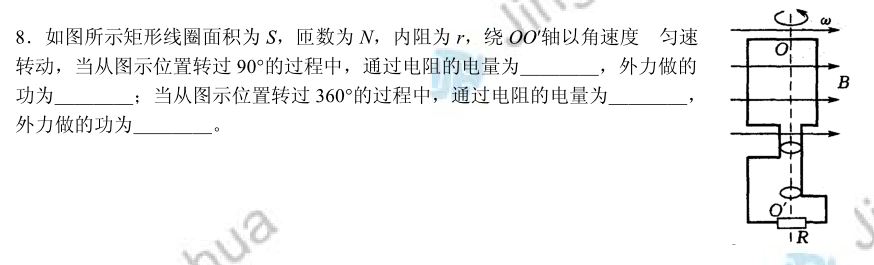 8. 如图所示矩形线圈面积为 S，匝数为 N，内阻为 r，绕 OO′轴以角速度　匀速
转动，当从图示位置转过 90°的过程中，通过电阻的电量为________，外力做的
功为________；当从图示位置转过 360°的过程中，通过电阻的电量为________，
外力做的功为________。
ω
O
B
O′
R
Jin
hua
Ji